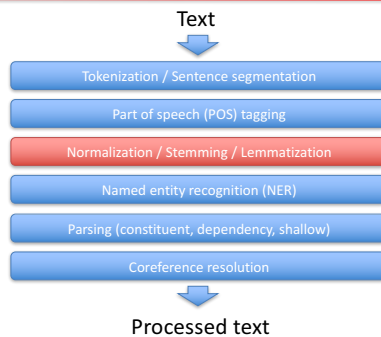 Text
Tokenization / Sentence segmentation
Part of speech (POS) tagging
Normalization / Stemming / Lemmatization
Named entity recognition (NER)
Parsing (constituent, dependency, shallow)
Coreference resolution
Processed text